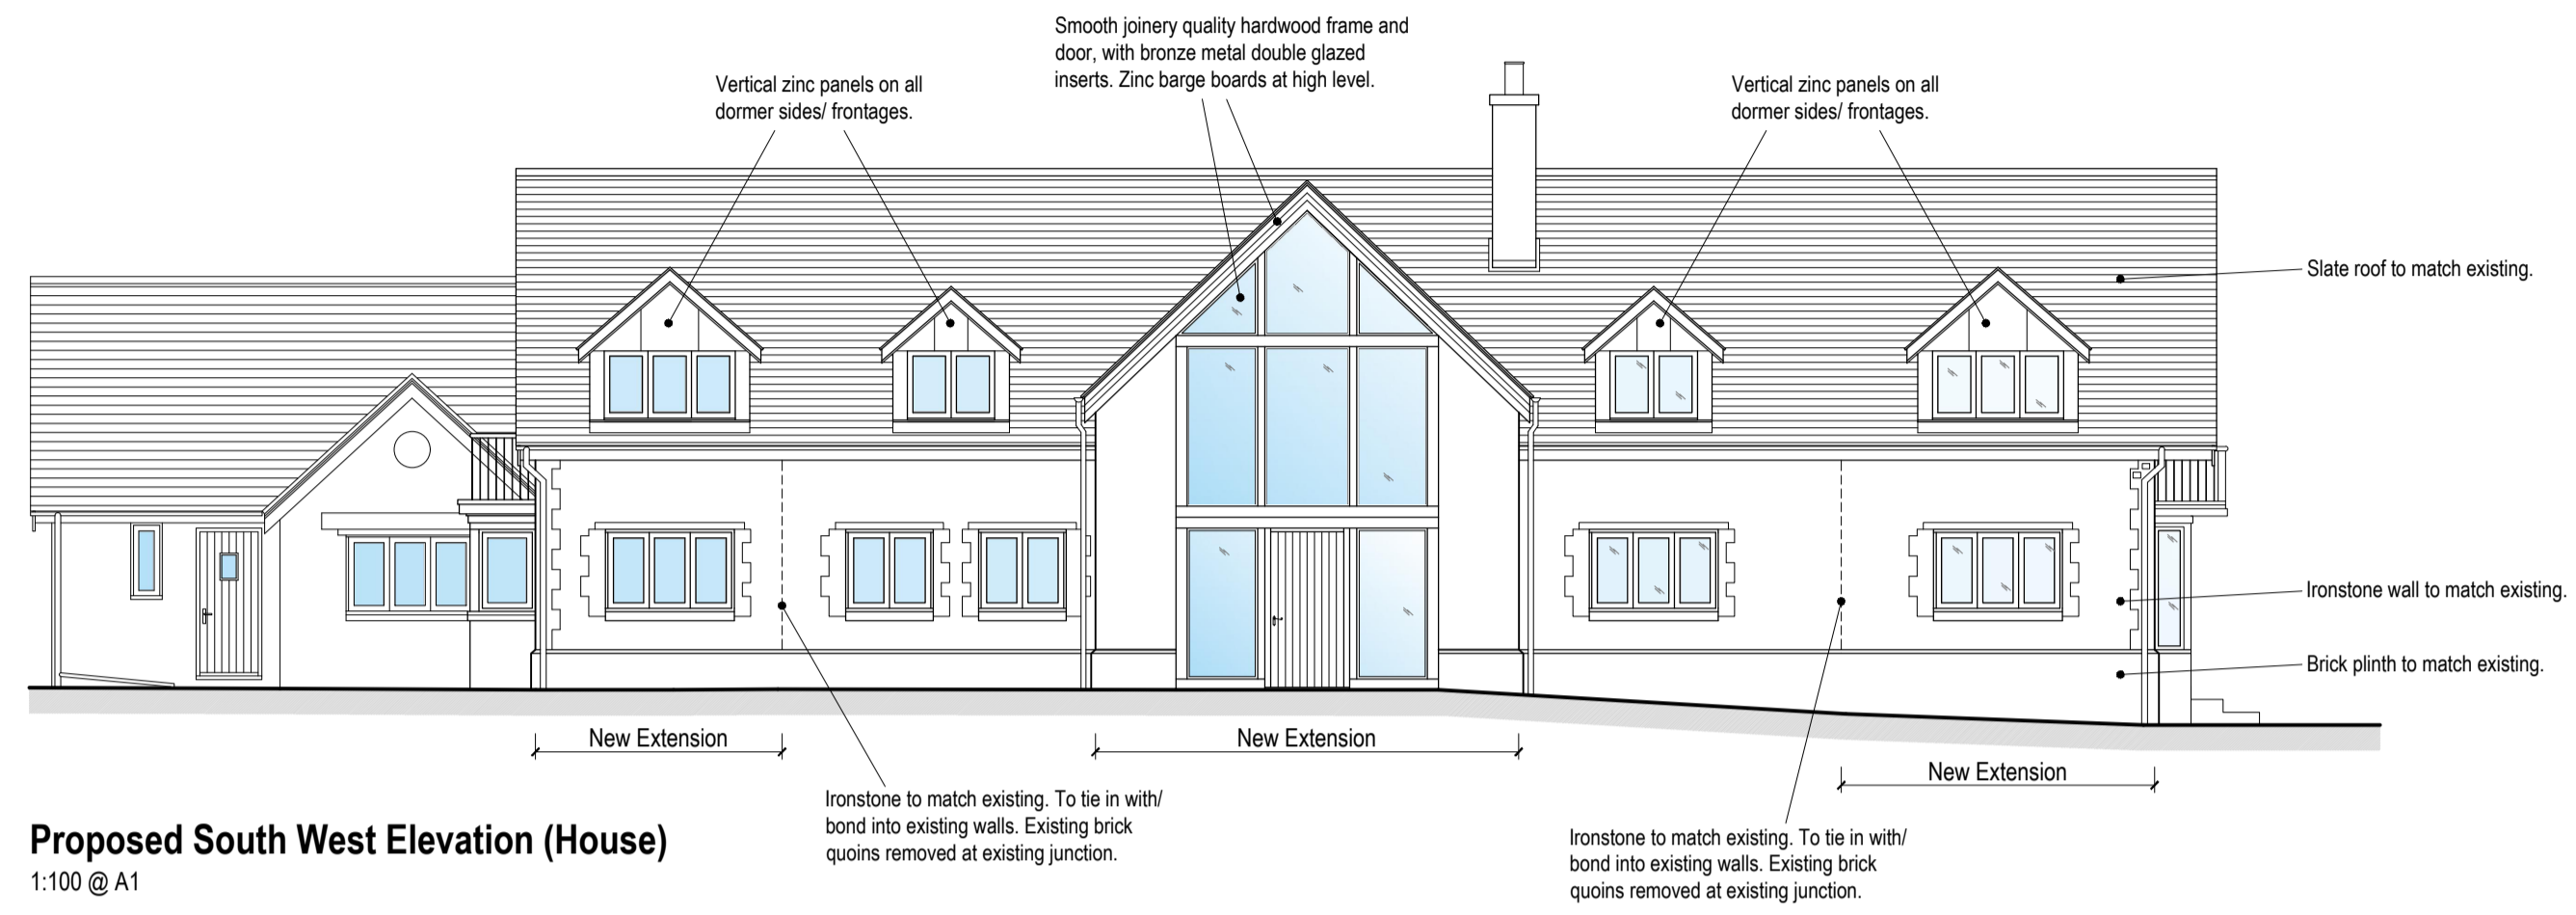 Smooth joinery quality hardwood frame and
door, with bronze metal double glazed
inserts. Zinc barge boards at high level.
Vertical zinc panels on all
dormer sides/ frontages.
Vertical zinc panels on all
dormer sides/ frontages.
Slate roof to match existing.
Ironstone wall to match existing.
Brick plinth to match existing.
New Extension
New Extension
New Extension
Ironstone to match existing. To tie in with/
bond into existing walls. Existing brick
quoins removed at existing junction.
Ironstone to match existing. To tie in with/
bond into existing walls. Existing brick
quoins removed at existing junction.
Proposed South West Elevation (House)
1:100 @ A1